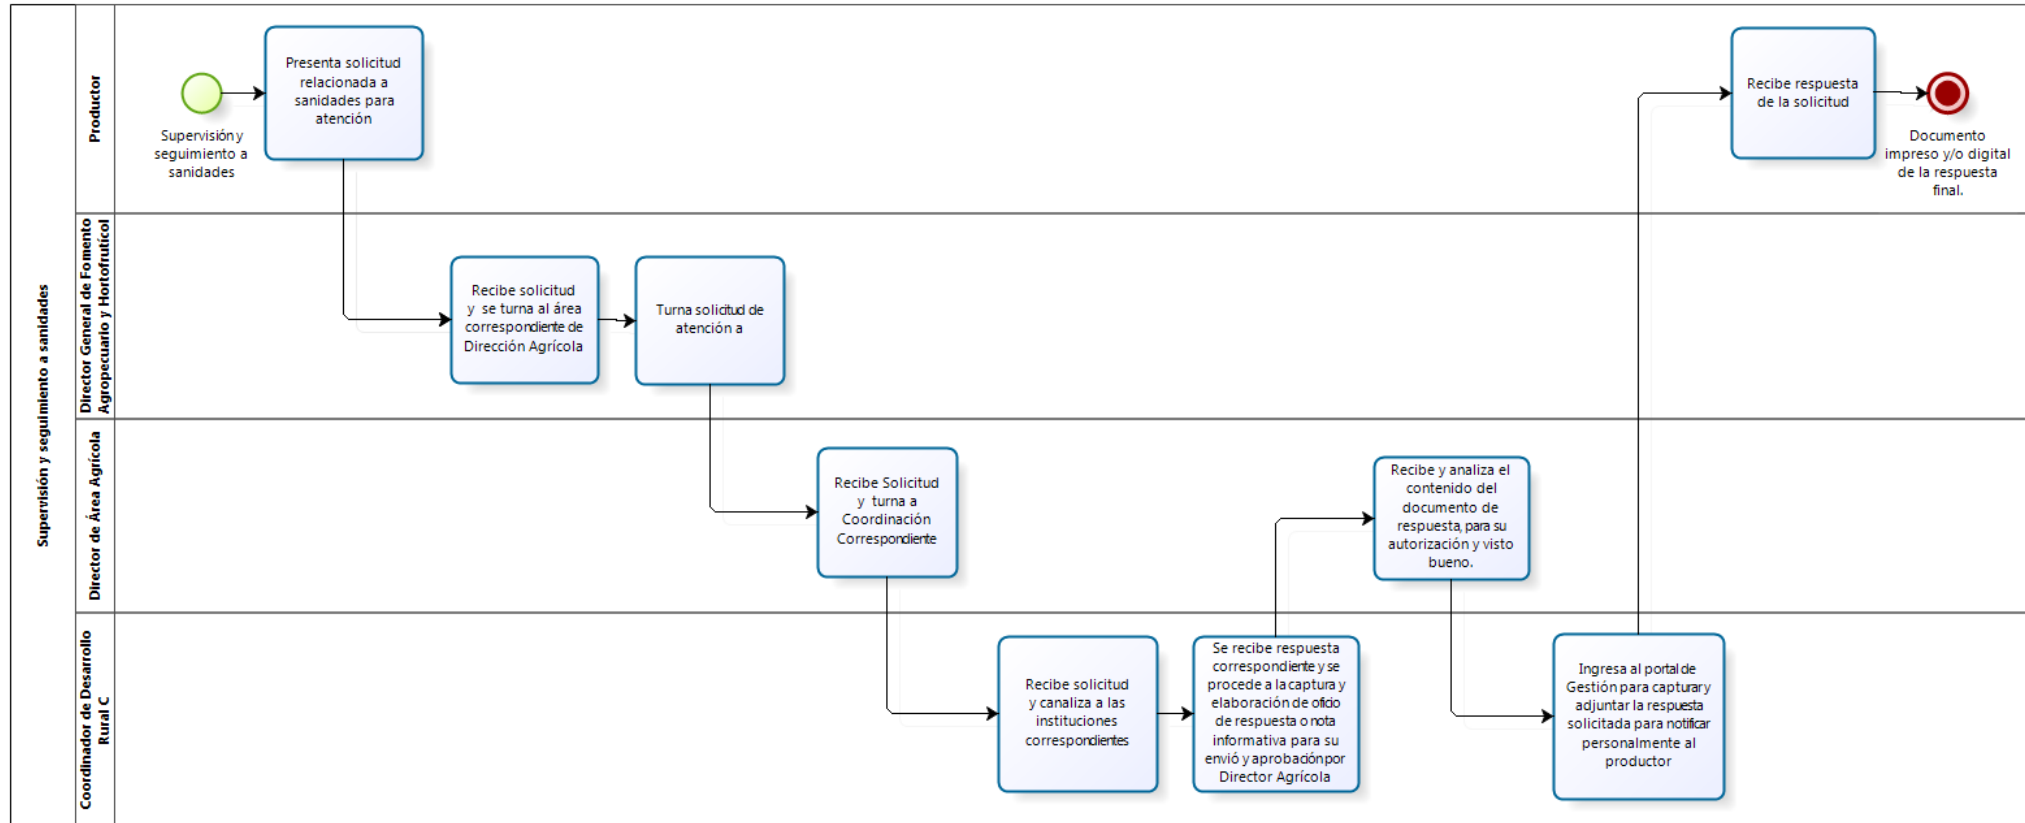 Supervisión y seguimiento a sanidades
Productor
Supervisión y
seguimiento a
sanidades
Presenta solicitud
relacionada a
sanidades para
atención
Recibe respuesta
de la solicitud
Documento
impreso y/o digital
de la respuesta
final.
Director General de Fomento
Agropecuario y Hortofrutícol
Recibe solicitud
y se turna al área
correspondiente de
Dirección Agrícola
Turna solicitud de
atención a
Director de Área Agrícola
Recibe Solicitud
y turna a
Coordinación
Correspondiente
Recibe y analiza el
contenido del
documento de
respuesta, para su
autorización y visto
bueno.
Coordinador de Desarrollo
Rural C
Recibe solicitud
y canaliza a las
instituciones
correspondientes
Se recibe respuesta
correspondiente y se
procede a la captura y
elaboración de oficio
de respuesta o nota
informativa para su
envió y aprobación por
Director Agrícola
Ingresa al portal de
Gestión para capturar y
adjuntar la respuesta
solicitada para notificar
personalmente al
productor